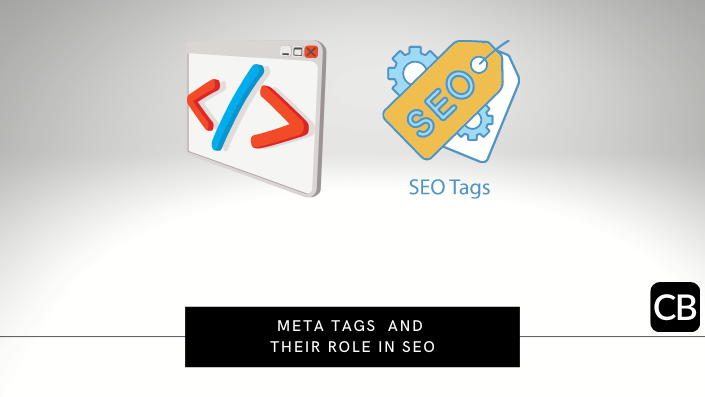 SEO
SEO Tags
CB
META TAGS AND
THEIR ROLE IN SEO